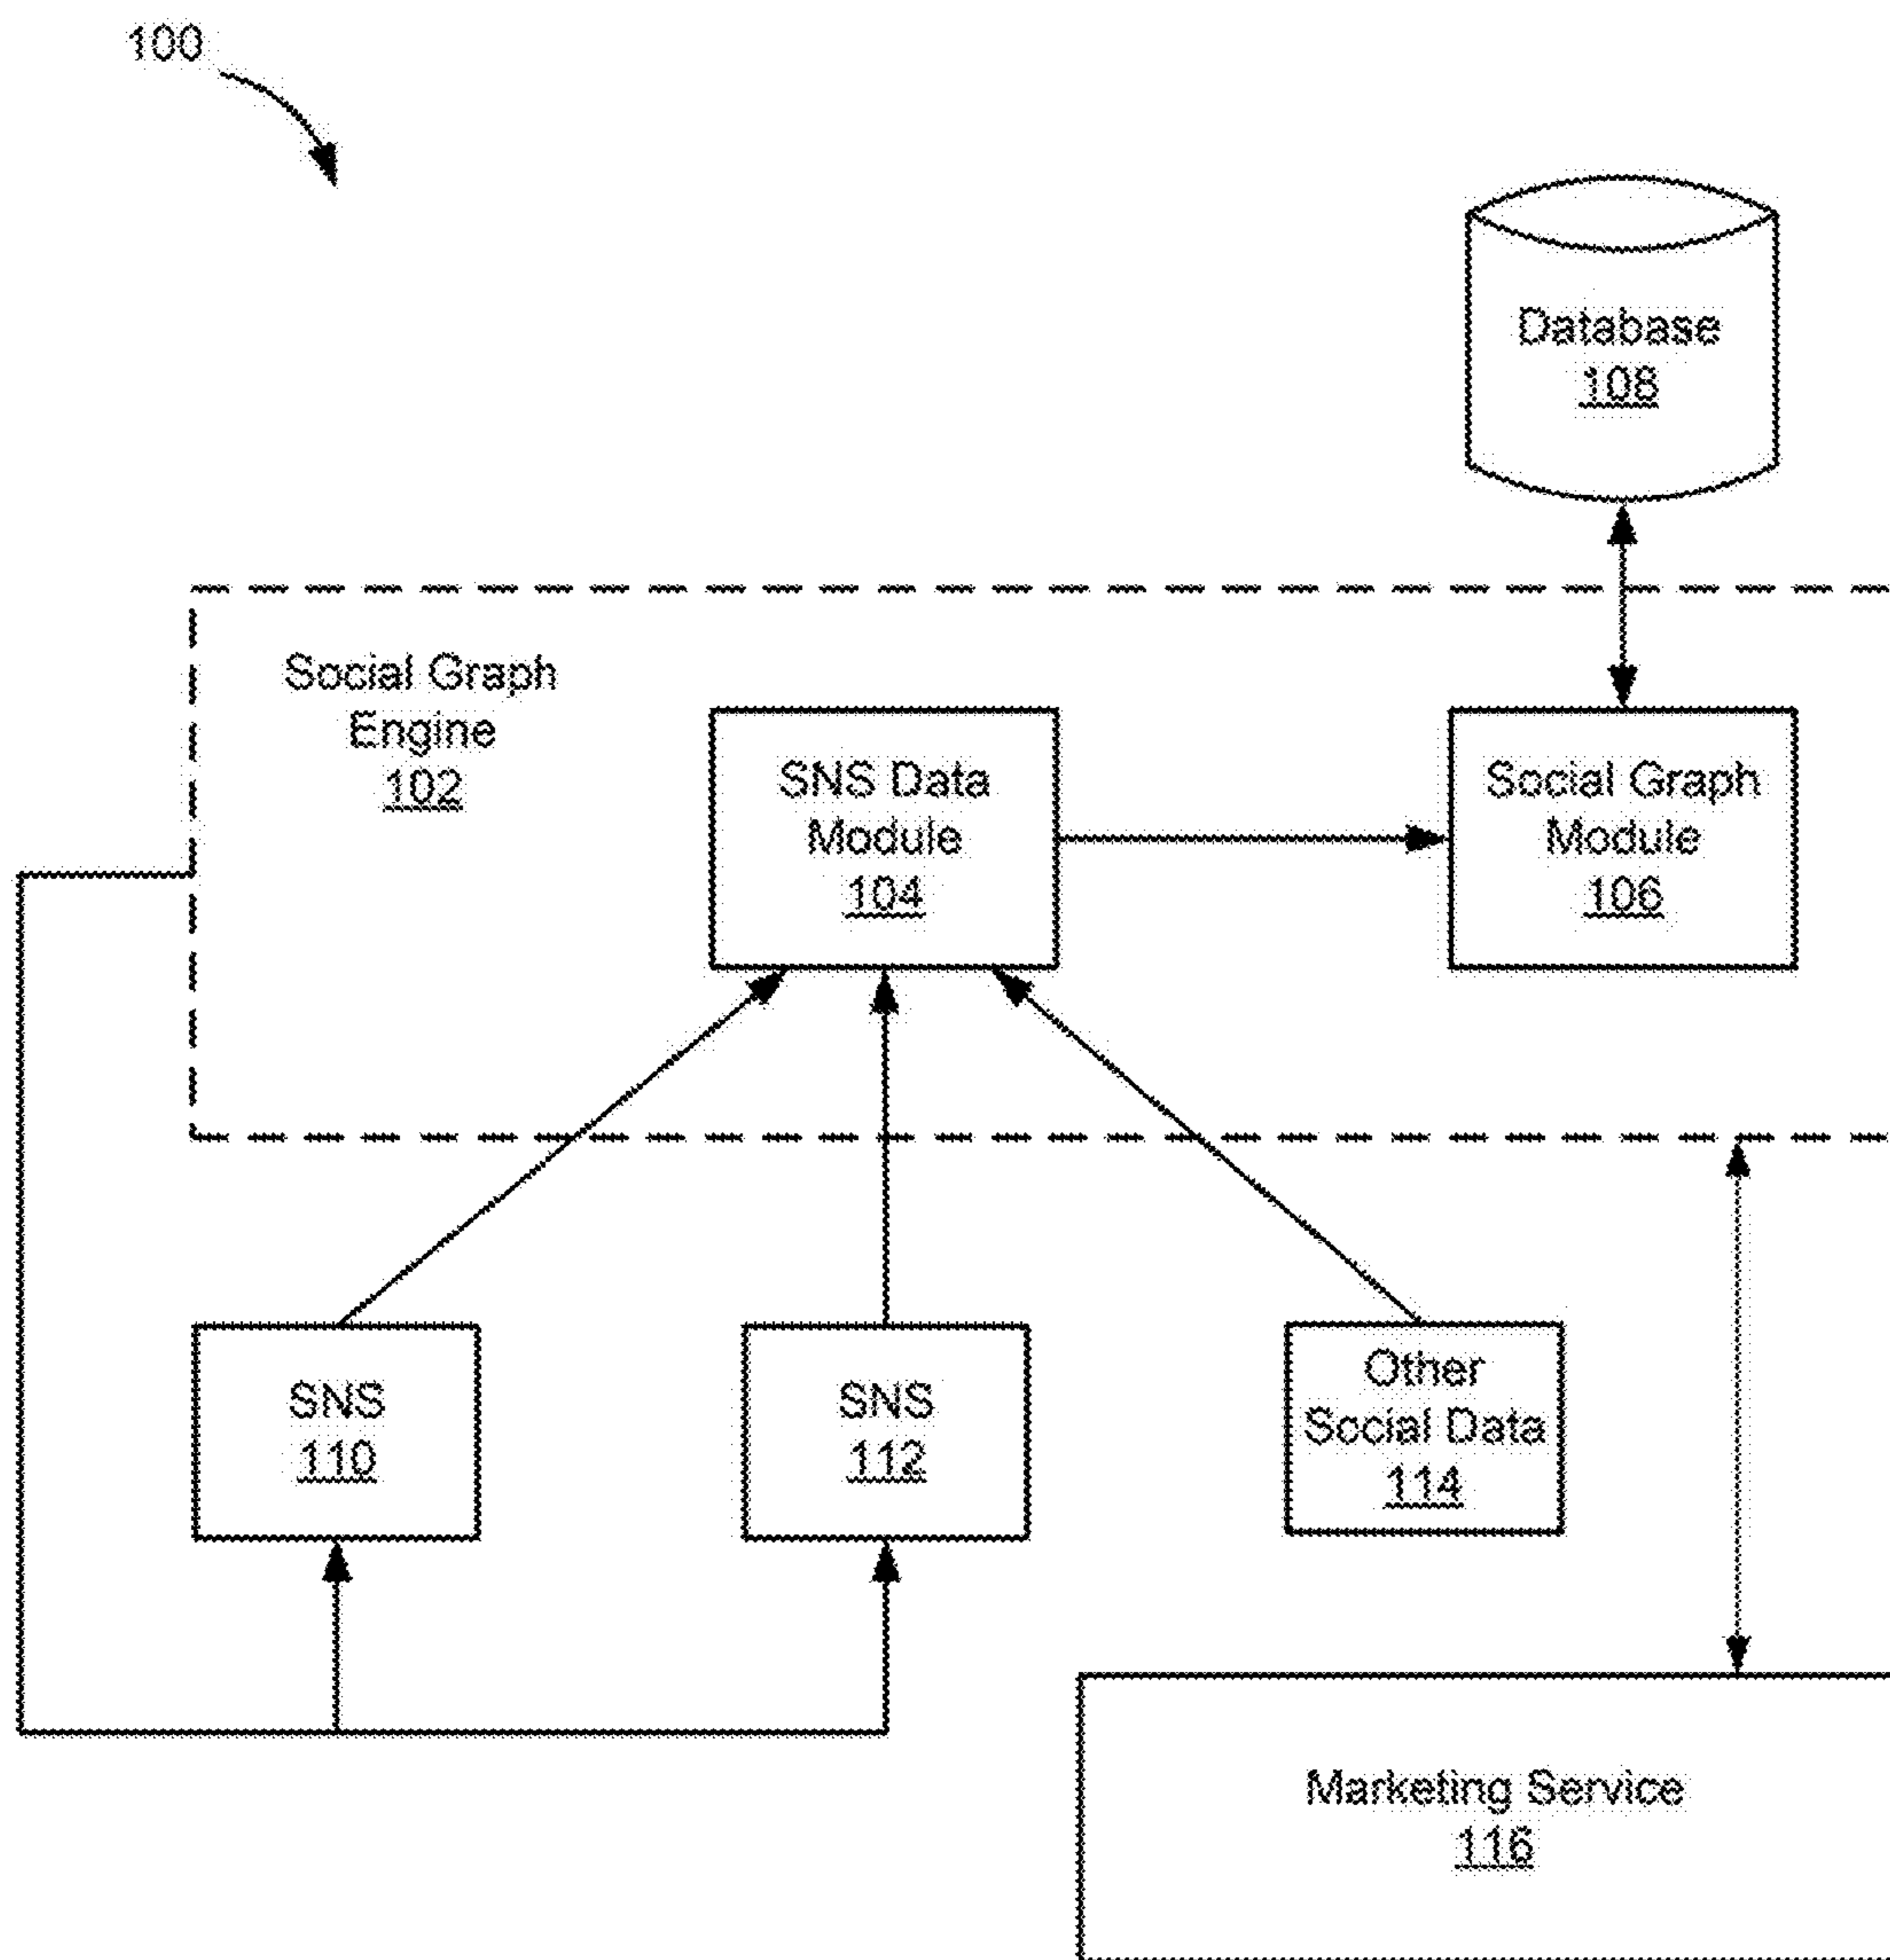 100
Database
108
Social Graph
Engine
102
SNS Data
Module
104
Social Graph
Module
106
SNS
110
SNS
112
Other
Social Data
114
Marketing Service
116